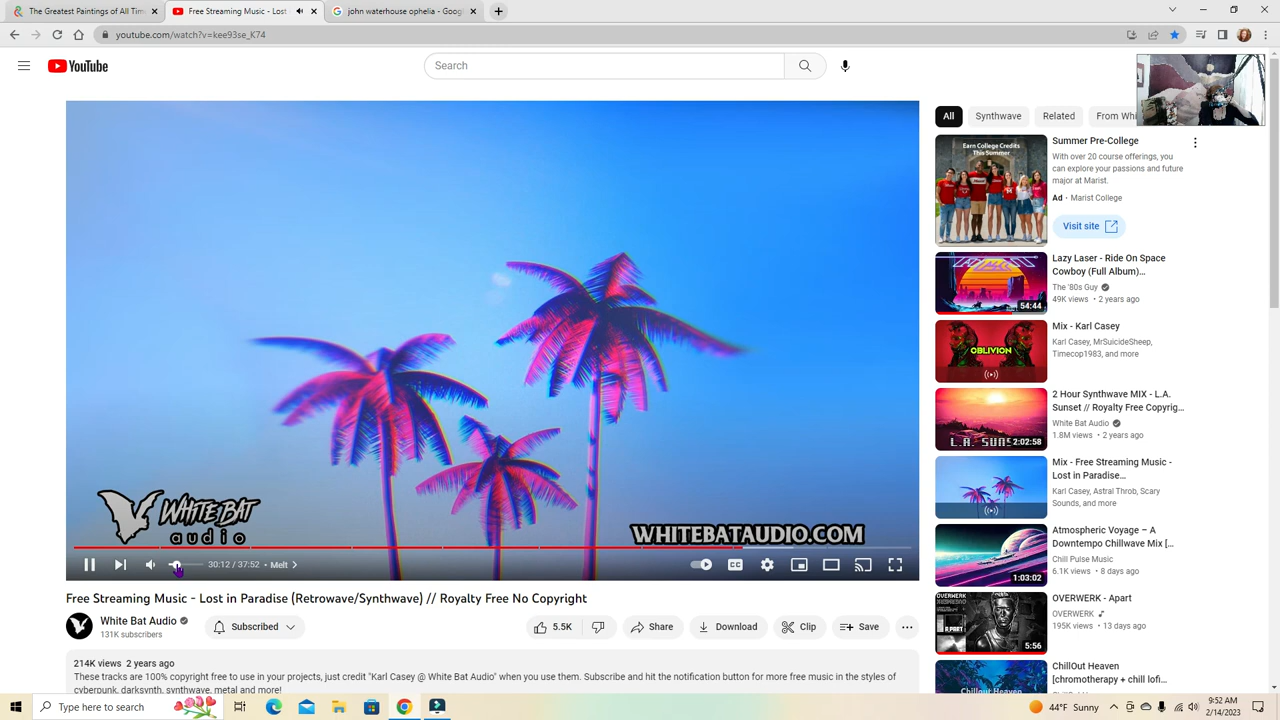 The Greatest Paintings of All Tim
Free Streaming Music - Lost
john waterhouse ophelia - Goog
youtube.com/watch?v=kee93se_K74
YouTube
Search
All
Synthwave
Related
From Whi
Earn College Credits
This Summer
Summer Pre-College
With over 20 course offerings, you
can explore your passions and future
major at Marist.
Ad · Marist College
Visit site
Lazy Laser - Ride On Space
Cowboy (Full Album)...
The '80s Guy
49K views • 2 years ago
54:44
Mix - Karl Casey
Karl Casey, MrSuicideSheep,
Timecop1983, and more
OBLIVION
2 Hour Synthwave MIX - L.A.
Sunset // Royalty Free Copyrig...
White Bat Audio
1.8M views • 2 years ago
L.A. SUNS
2:02:58
Mix - Free Streaming Music -
Lost in Paradise...
Karl Casey, Astral Throb, Scary
Sounds, and more
Atmospheric Voyage – A
Downtempo Chillwave Mix [...
Chill Pulse Music
6.1K views • 8 days ago
1:03:02
OVERWERK - Apart
OVERWERK
195K views • 13 days ago
OVERWERK
APART
5:56
ChillOut Heaven
[chromotherapy + chill lofi...
ChillOut Heaven
WHITE BAT
audio
WHITEBATAUDIO.COM
30:12 / 37:52 • Melt
CC
Free Streaming Music - Lost in Paradise (Retrowave/Synthwave) // Royalty Free No Copyright
White Bat Audio
131K subscribers
Subscribed
5.5K
Share
Download
Clip
Save
214K views 2 years ago
These tracks are 100% copyright free to use in your projects, just credit "Karl Casey @ White Bat Audio" when you use them. Subscribe and hit the notification button for more free music in the styles of
cyberpunk, darksynth, synthwave, metal and more!
Type here to search
44°F Sunny
9:52 AM
2/14/2023